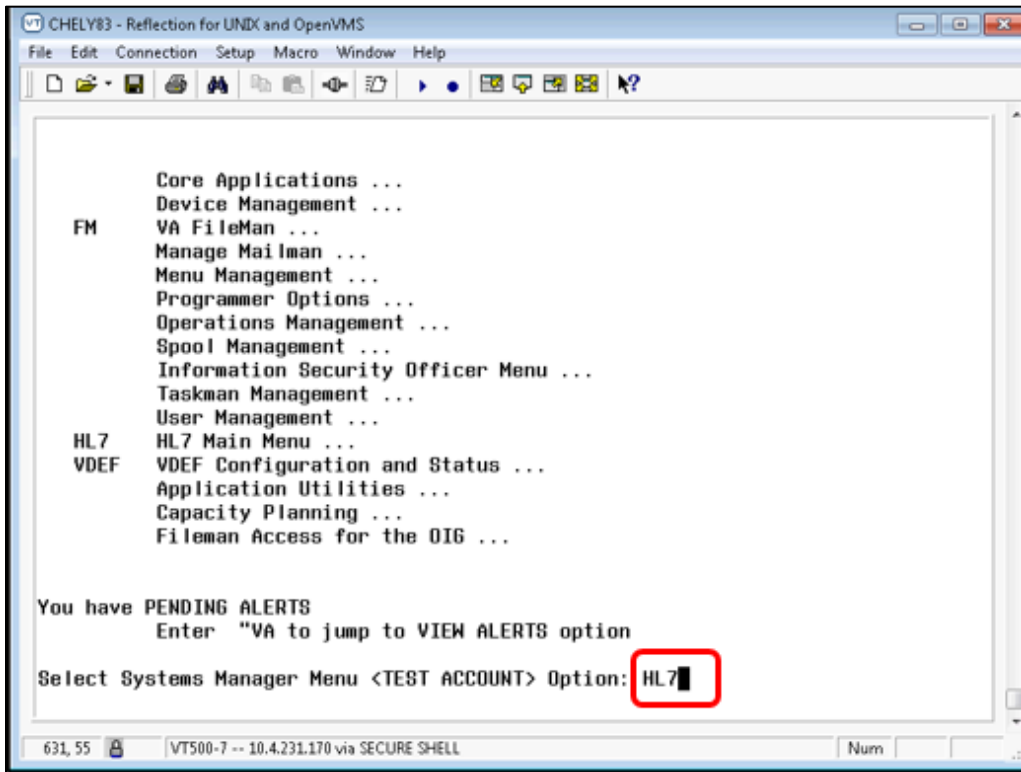 VT CHELY83 - Reflection for UNIX and OpenVMS
File Edit Connection Setup Macro Window Help
Core Applications ...
Device Management ...
FM VA FileMan ...
Manage Mailman ...
Menu Management ...
Programmer Options ...
Operations Management ...
Spool Management ...
Information Security Officer Menu ...
Taskman Management ...
User Management ...
HL7 HL7 Main Menu ...
VDEF VDEF Configuration and Status ...
Application Utilities ...
Capacity Planning ...
Fileman Access for the OIG ...
You have PENDING ALERTS
Enter "VA to jump to VIEW ALERTS option
Select Systems Manager Menu <TEST ACCOUNT> Option: HL7
631, 55 VT500-7 -- 10.4.231.170 via SECURE SHELL Num